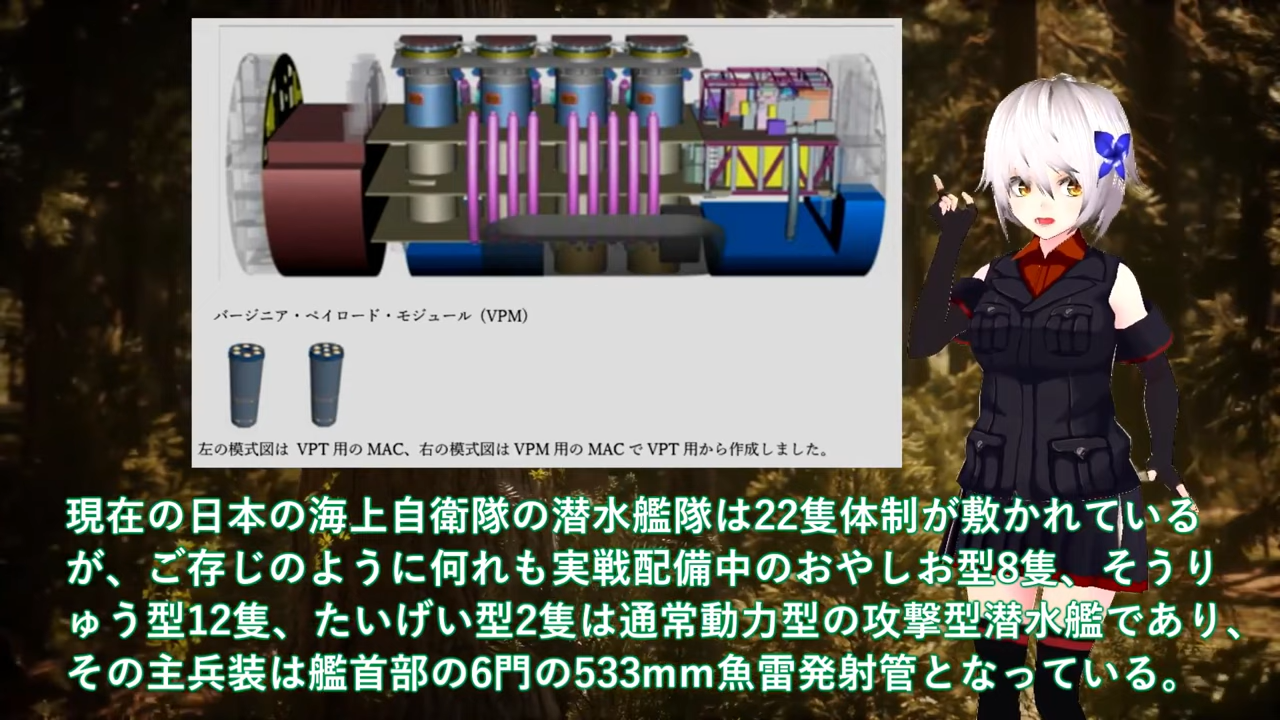 バージニア・ペイロード・モジュール（VPM）
左の模式図は VPT 用の MAC、右の模式図は VPM 用の MAC で VPT 用から作成しました。
現在の日本の海上自衛隊の潜水艦隊は22隻体制が敷かれている
が、ご存じのように何れも実戦配備中のおやしお型8隻、そうり
ゅう型12隻、たいげい型2隻は通常動力型の攻撃型潜水艦であり、
その主兵装は艦首部の6門の533mm魚雷発射管となっている。